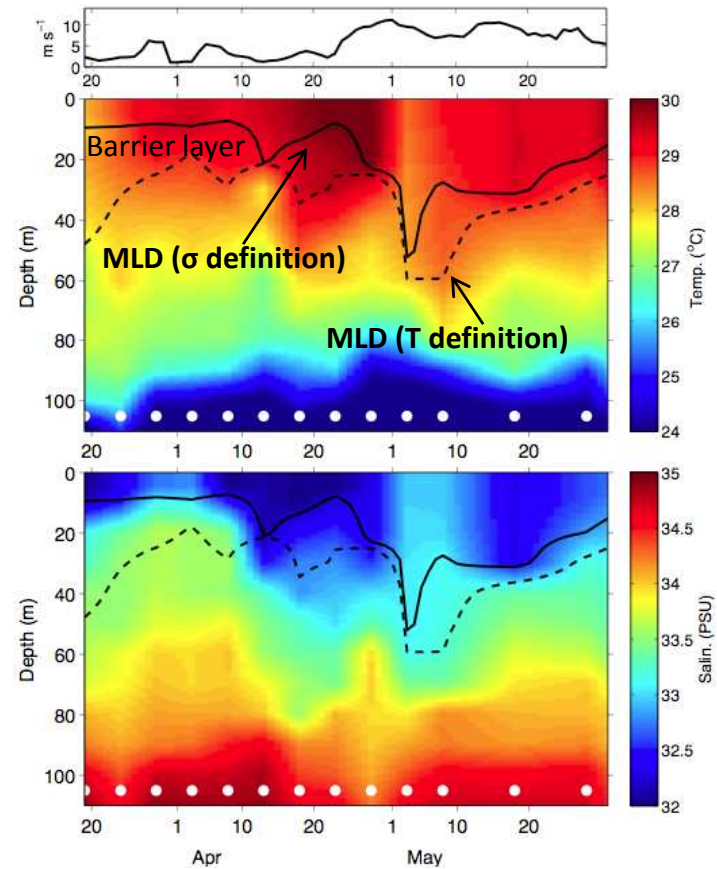 m s⁻¹
10
5
0
20 1 10 20 1 10 20
0
20
40
60
80
100
Depth (m)
Barrier layer
MLD (σ definition)
MLD (T definition)
30
29
28
27
26
25
24
Temp. (°C)
20 1 10 20 1 10 20
0
20
40
60
80
100
Depth (m)
35
34.5
34
33.5
33
32.5
32
Salin. (PSU)
20 1 10 20 1 10 20
Apr May